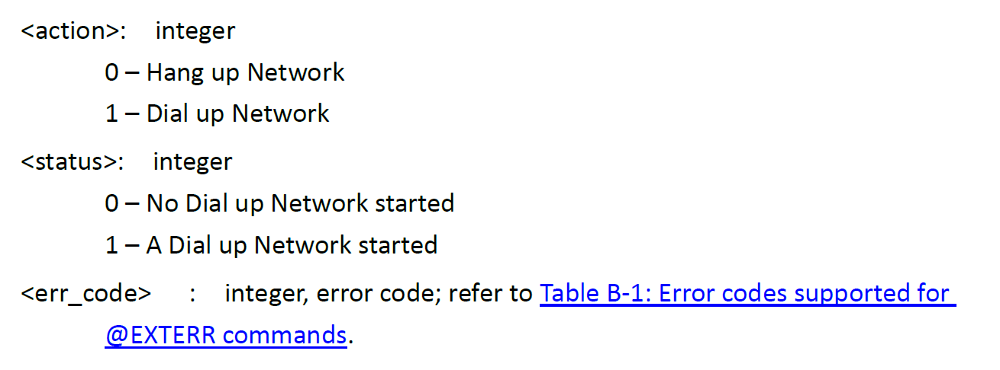 <action>: integer
0 – Hang up Network
1 – Dial up Network
<status>: integer
0 – No Dial up Network started
1 – A Dial up Network started
<err_code> : integer, error code; refer to Table B-1: Error codes supported for
@EXTERR commands.